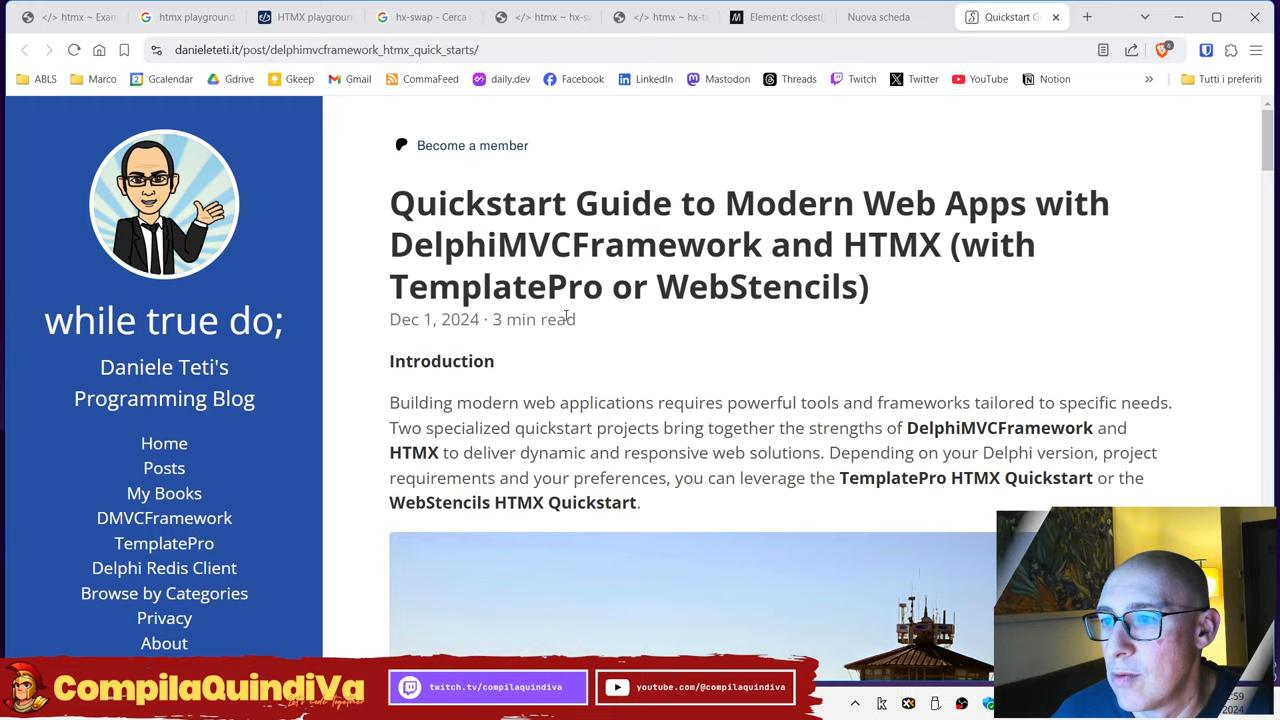 </> htmx ~ Exam
htmx playground
HTMX playgroun
hx-swap - Cerca
</> htmx ~ hx-s
</> htmx ~ hx-ta
Element: closest(
Nuova scheda
Quickstart G
danieleteti.it/post/delphimvcframework_htmx_quick_starts/
ABLS
Marco
Gcalendar
Gdrive
Gkeep
Gmail
CommaFeed
daily.dev
Facebook
LinkedIn
Mastodon
Threads
Twitch
Twitter
YouTube
Notion
»
Tutti i preferiti
Become a member
Quickstart Guide to Modern Web Apps with
DelphiMVCFramework and HTMX (with
TemplatePro or WebStencils)
Dec 1, 2024 · 3 min read
while true do;
Daniele Teti's
Programming Blog
Home
Posts
My Books
DMVCFramework
TemplatePro
Delphi Redis Client
Browse by Categories
Privacy
About
Introduction
Building modern web applications requires powerful tools and frameworks tailored to specific needs.
Two specialized quickstart projects bring together the strengths of DelphiMVCFramework and
HTMX to deliver dynamic and responsive web solutions. Depending on your Delphi version, project
requirements and your preferences, you can leverage the TemplatePro HTMX Quickstart or the
WebStencils HTMX Quickstart.
CompilaQuindiVa
Let's code Together
twitch.tv/compilaquindiva
youtube.com/@compilaquindiva
:59
2024